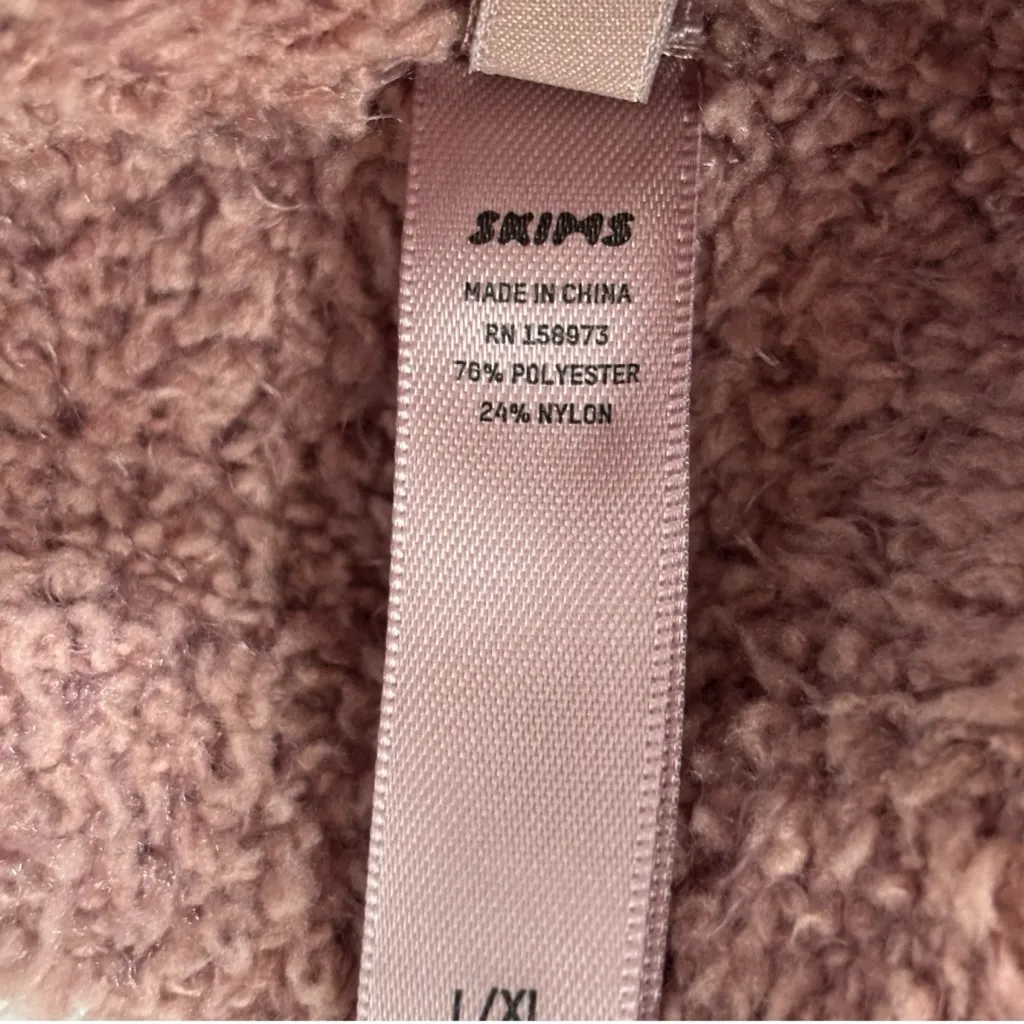 SKIMS
MADE IN CHINA
RN 158973
76% POLYESTER
24% NYLON
L/XL